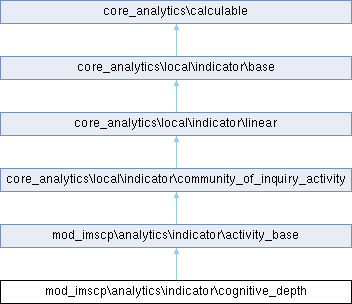 core_analytics\calculable
core_analytics\local\indicator\base
core_analytics\local\indicator\linear
core_analytics\local\indicator\community_of_inquiry_activity
mod_imscp\analytics\indicator\activity_base
mod_imscp\analytics\indicator\cognitive_depth